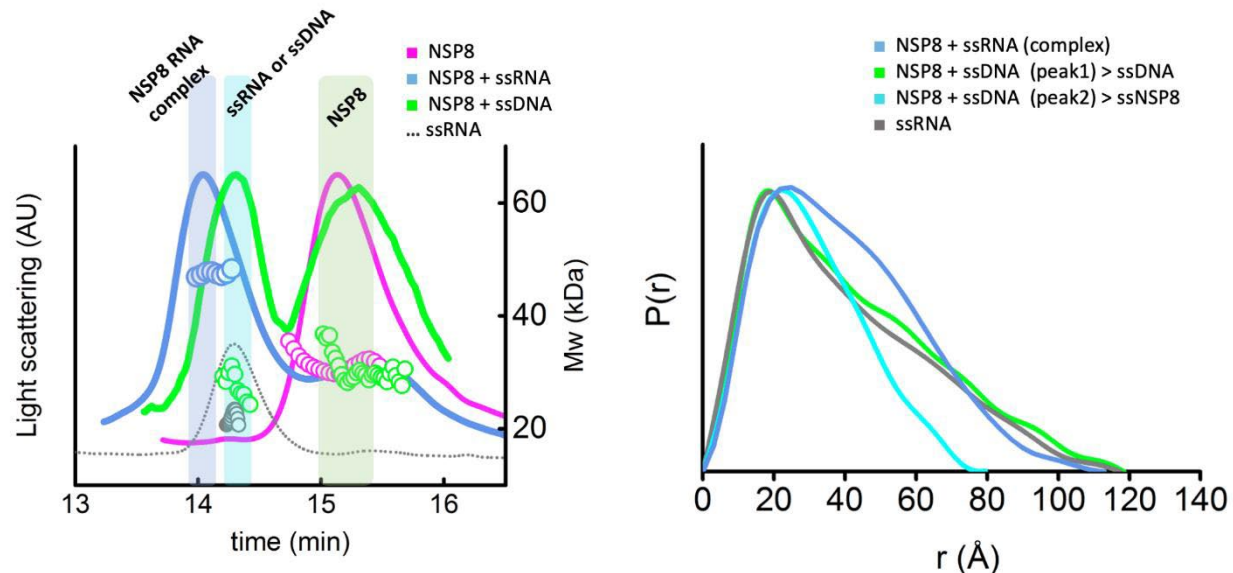 NSP8 RNA
complex
ssRNA or ssDNA
NSP8
NSP8
NSP8 + ssRNA
NSP8 + ssDNA
ssRNA
Light scattering (AU)
60
40
20
Mw (kDa)
13
14
15
16
time (min)
NSP8 + ssRNA (complex)
NSP8 + ssDNA (peak1) > ssDNA
NSP8 + ssDNA (peak2) > ssNSP8
ssRNA
P(r)
0
20
40
60
80
100
120
140
r (Å)